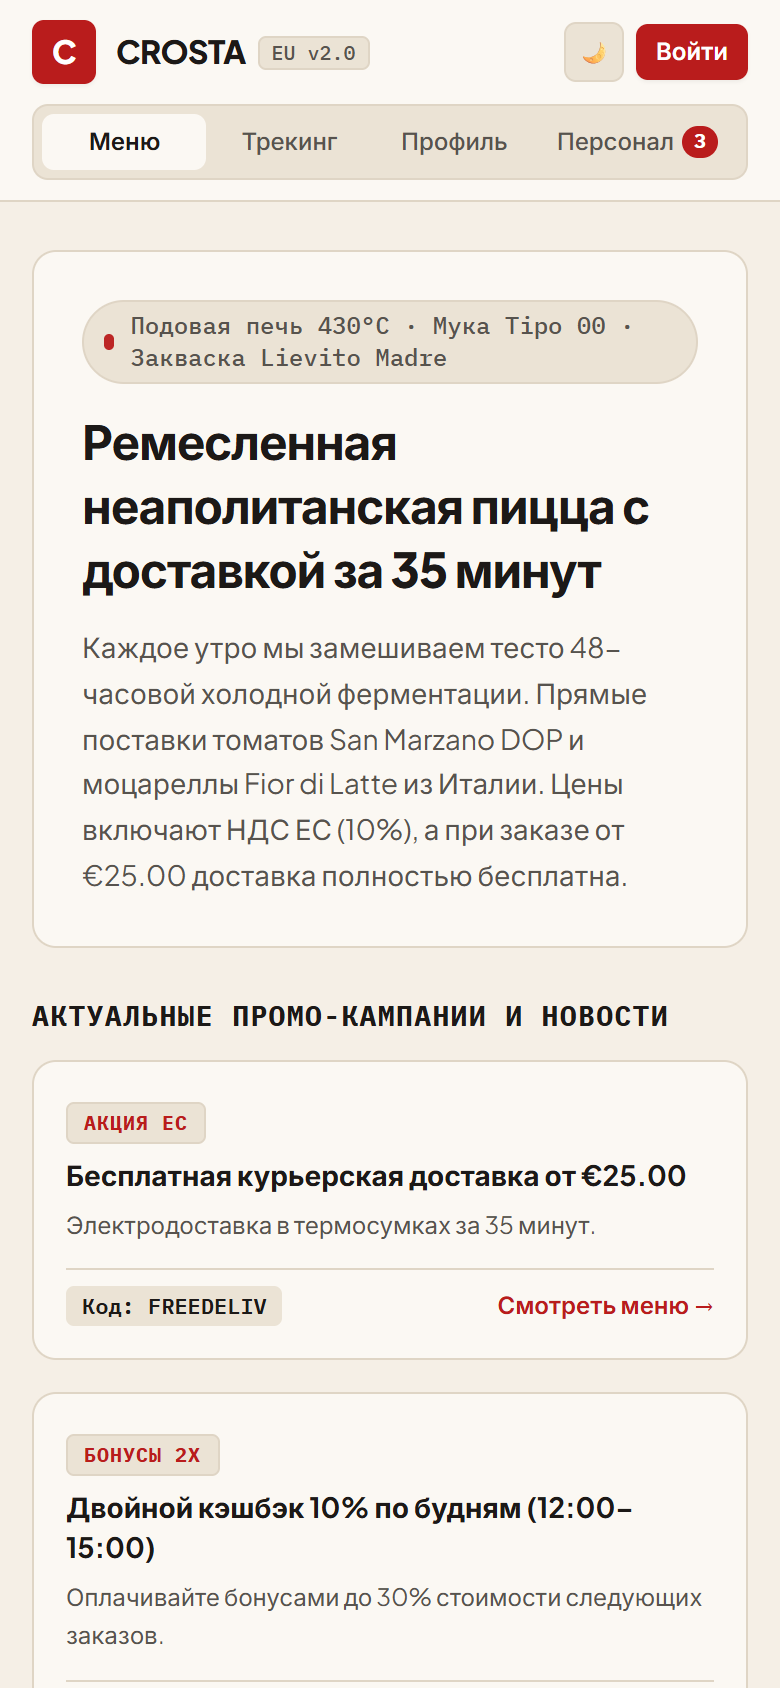 C CROSTA EU v2.0 Войти
Меню Трекинг Профиль Персонал 3
Подовая печь 430°C · Мука Tipo 00 ·
Закваска Lievito Madre
Ремесленная
неаполитанская пицца с
доставкой за 35 минут
Каждое утро мы замешиваем тесто 48-
часовой холодной ферментации. Прямые
поставки томатов San Marzano DOP и
моцареллы Fior di Latte из Италии. Цены
включают НДС ЕС (10%), а при заказе от
€25.00 доставка полностью бесплатна.
АКТУАЛЬНЫЕ ПРОМО-КАМПАНИИ И НОВОСТИ
АКЦИЯ ЕС
Бесплатная курьерская доставка от €25.00
Электродоставка в термосумках за 35 минут.
Код: FREEDELIV Смотреть меню →
БОНУСЫ 2X
Двойной кэшбэк 10% по будням (12:00–
15:00)
Оплачивайте бонусами до 30% стоимости следующих
заказов.